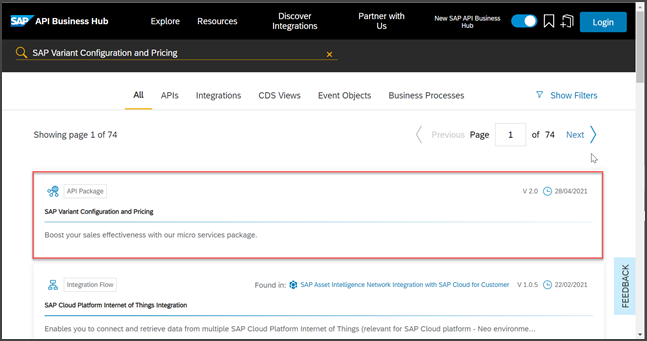 SAP API Business Hub
Explore
Resources
Discover
Integrations
Partner with
Us
New SAP API Business
Hub
Login
SAP Variant Configuration and Pricing
All
APIs
Integrations
CDS Views
Event Objects
Business Processes
Show Filters
Showing page 1 of 74
Previous Page 1 of 74 Next
API Package
V 2.0 28/04/2021
SAP Variant Configuration and Pricing
Boost your sales effectiveness with our micro services package.
Integration Flow
Found in: SAP Asset Intelligence Network Integration with SAP Cloud for Customer V 1.0.5 22/02/2021
SAP Cloud Platform Internet of Things Integration
Enables you to connect and retrieve data from multiple SAP Cloud Platform Internet of Things (relevant for SAP Cloud platform - Neo environme...
FEEDBACK